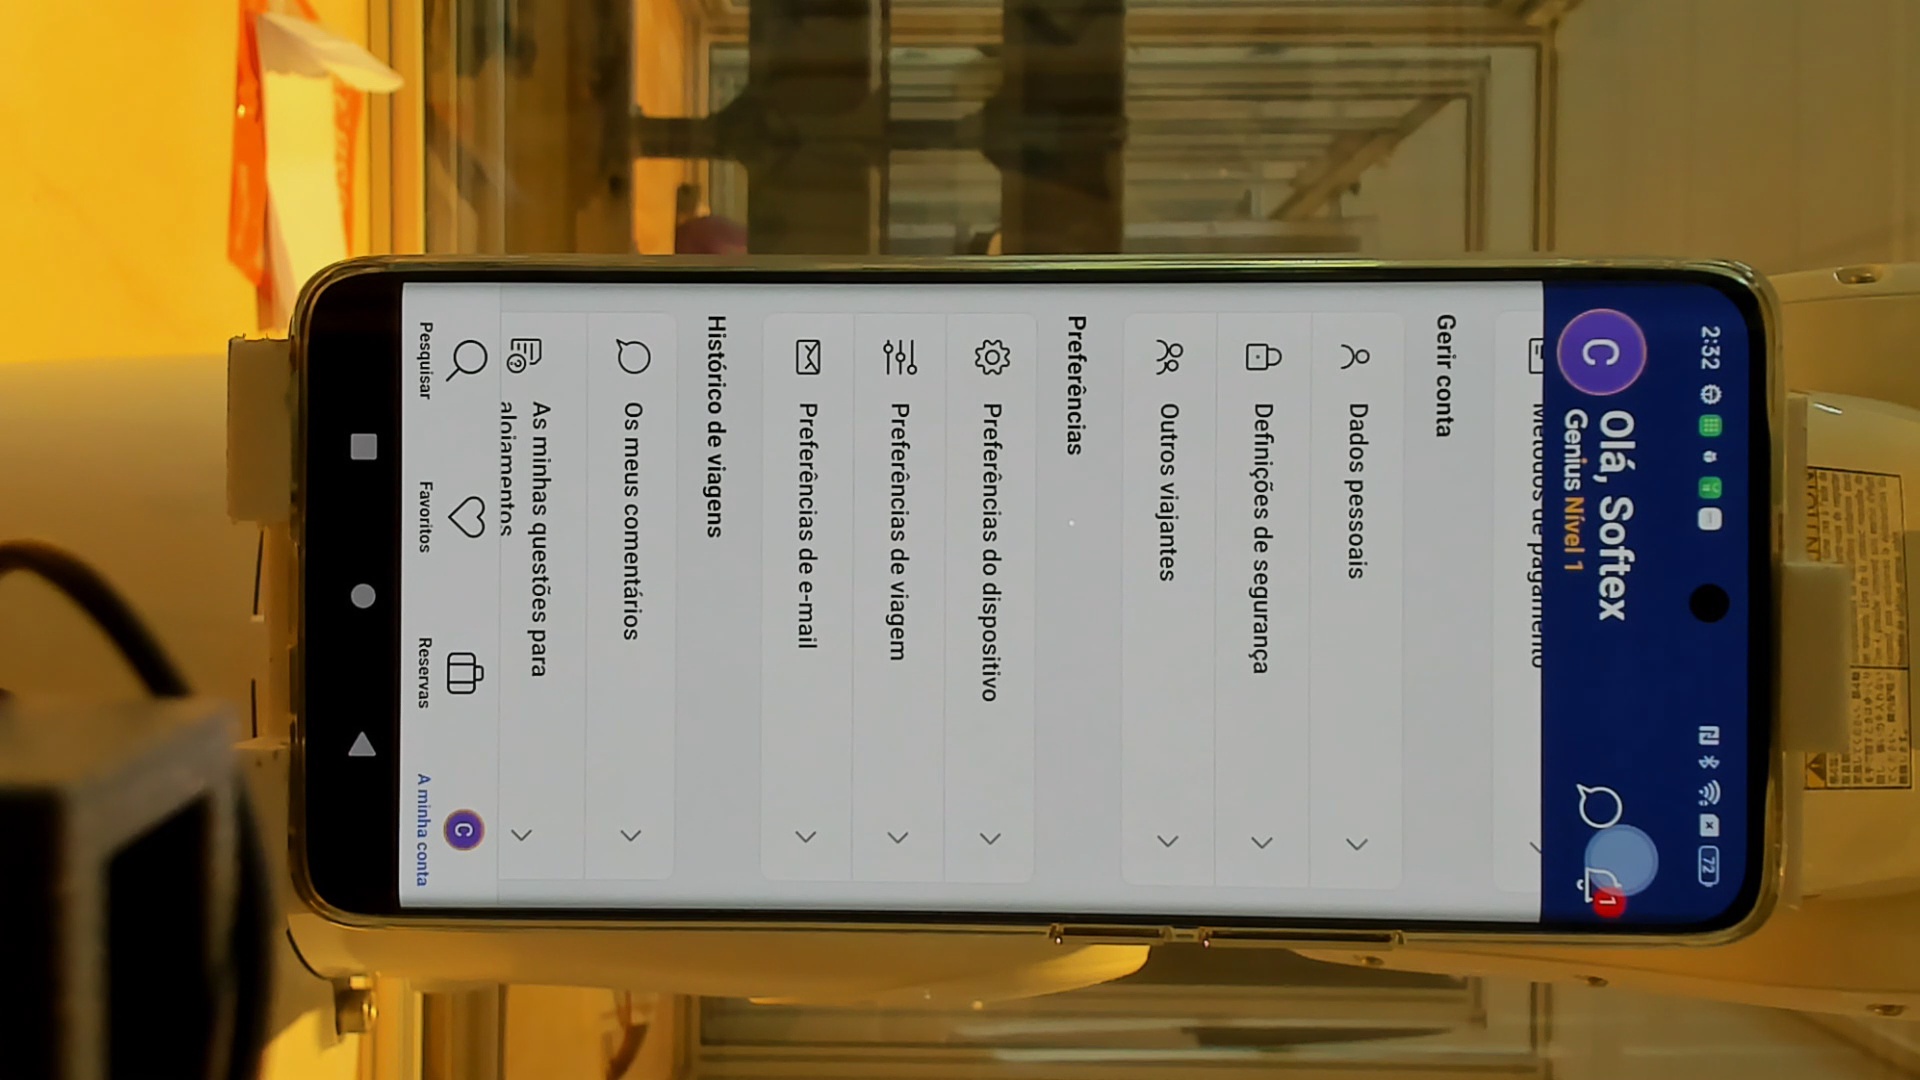 2:32
72
C
Olá, Softex
Genius Nível 1
1
Métodos de pagamento
Gerir conta
Dados pessoais
Definições de segurança
Outros viajantes
Preferências
Preferências do dispositivo
Preferências de viagem
Preferências de e-mail
Histórico de viagens
Os meus comentários
As minhas questões para
alojamentos
C
Pesquisar
Favoritos
Reservas
A minha conta